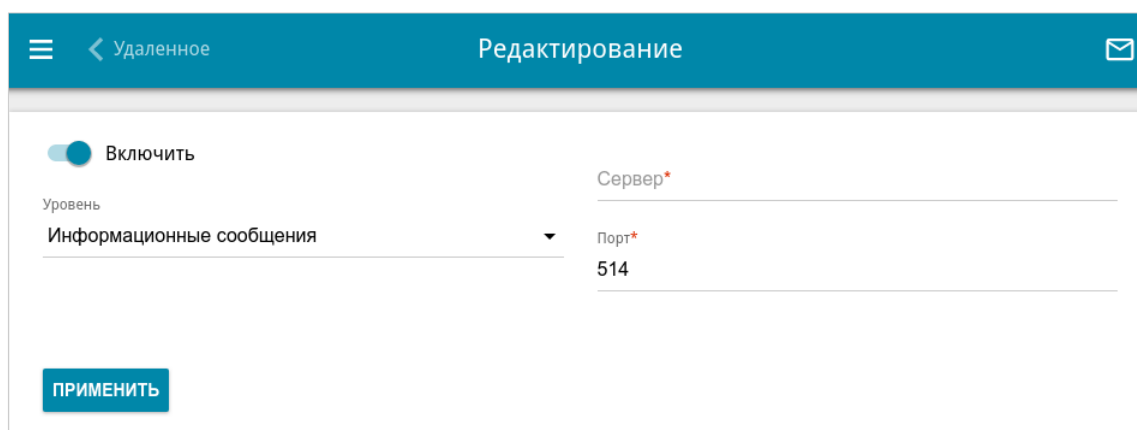 Удаленное
Редактирование
Включить
Уровень
Информационные сообщения
Сервер*
Порт*
514
ПРИМЕНИТЬ